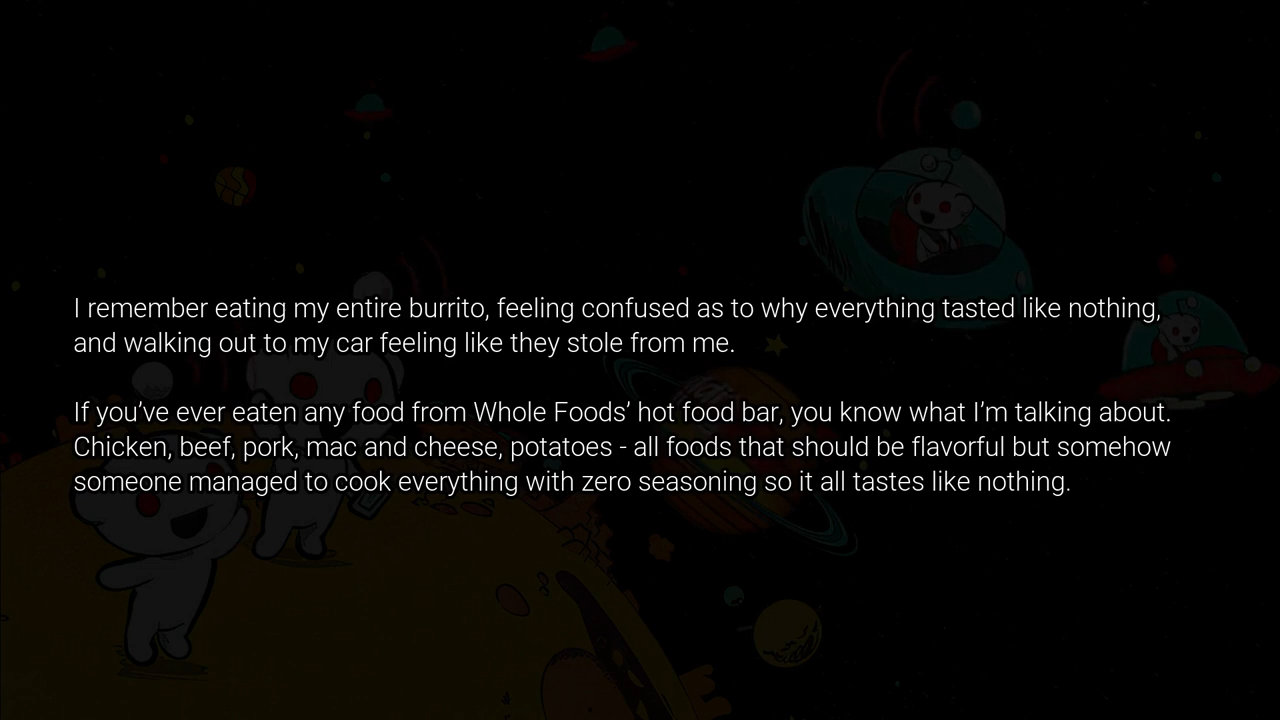 I remember eating my entire burrito, feeling confused as to why everything tasted like nothing,
and walking out to my car feeling like they stole from me.
If you’ve ever eaten any food from Whole Foods’ hot food bar, you know what I’m talking about.
Chicken, beef, pork, mac and cheese, potatoes - all foods that should be flavorful but somehow
someone managed to cook everything with zero seasoning so it all tastes like nothing.